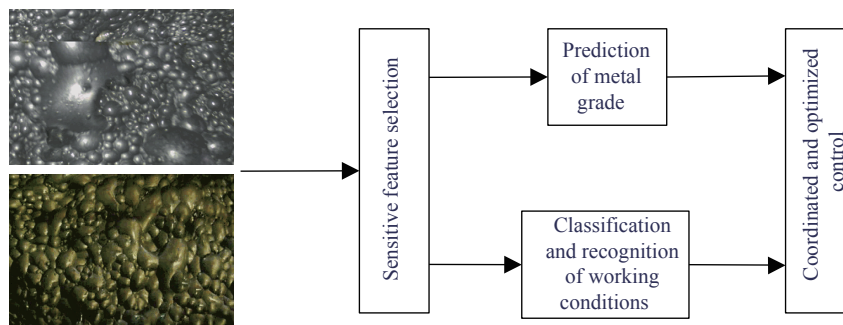 Sensitive feature selection
Prediction
of metal
grade
Classification
and recognition
of working
conditions
Coordinated and optimized
control